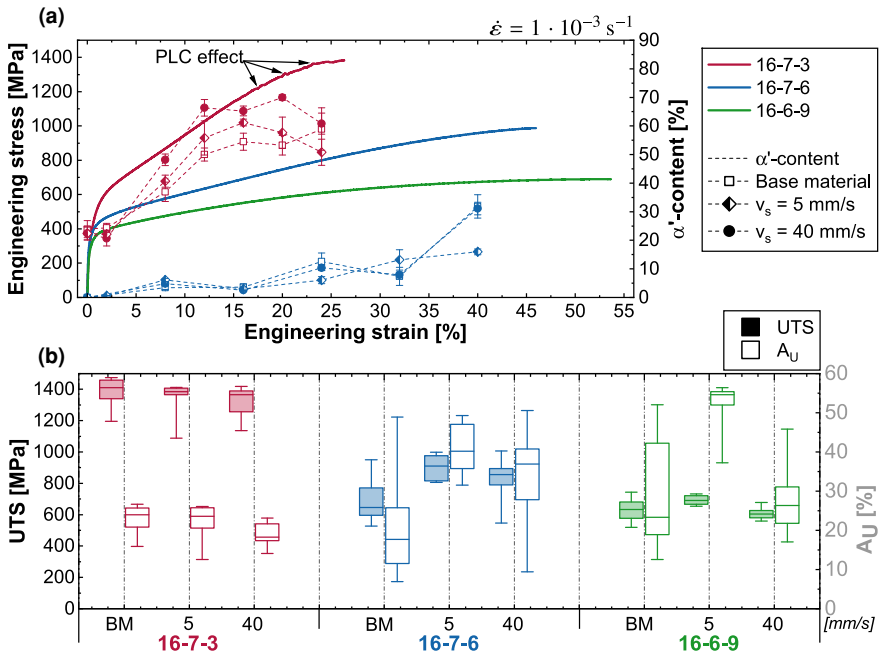 (a)
ε̇ = 1 · 10⁻³ s⁻¹
PLC effect
Engineering stress [MPa]
1400
1200
1000
800
600
400
200
0
90
80
70
60
50
40
30
20
10
0
α'-content [%]
0 5 10 15 20 25 30 35 40 45 50 55
Engineering strain [%]
16-7-3
16-7-6
16-6-9
α'-content
Base material
vₛ = 5 mm/s
vₛ = 40 mm/s
UTS
A_U
(b)
UTS [MPa]
1400
1200
1000
800
600
400
200
0
60
50
40
30
20
10
0
A_U [%]
BM 5 40 BM 5 40 BM 5 40 [mm/s]
16-7-3 16-7-6 16-6-9